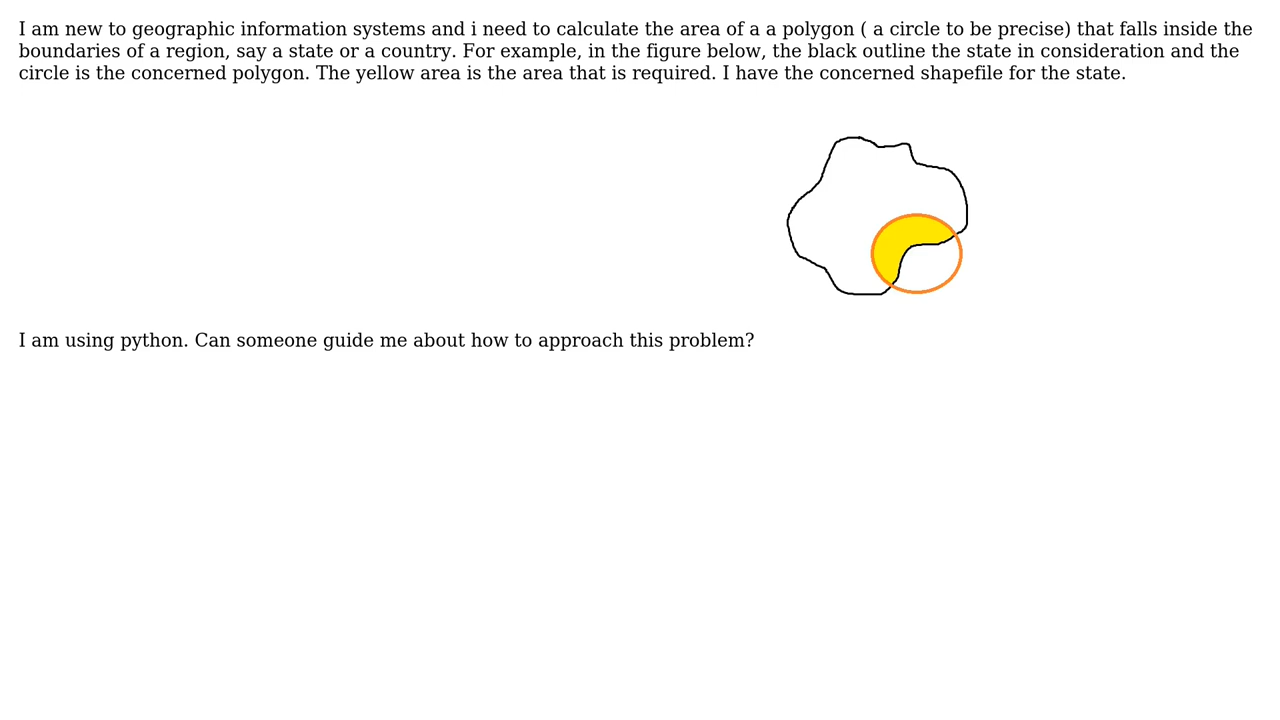 I am new to geographic information systems and i need to calculate the area of a a polygon ( a circle to be precise) that falls inside the
boundaries of a region, say a state or a country. For example, in the figure below, the black outline the state in consideration and the
circle is the concerned polygon. The yellow area is the area that is required. I have the concerned shapefile for the state.
I am using python. Can someone guide me about how to approach this problem?